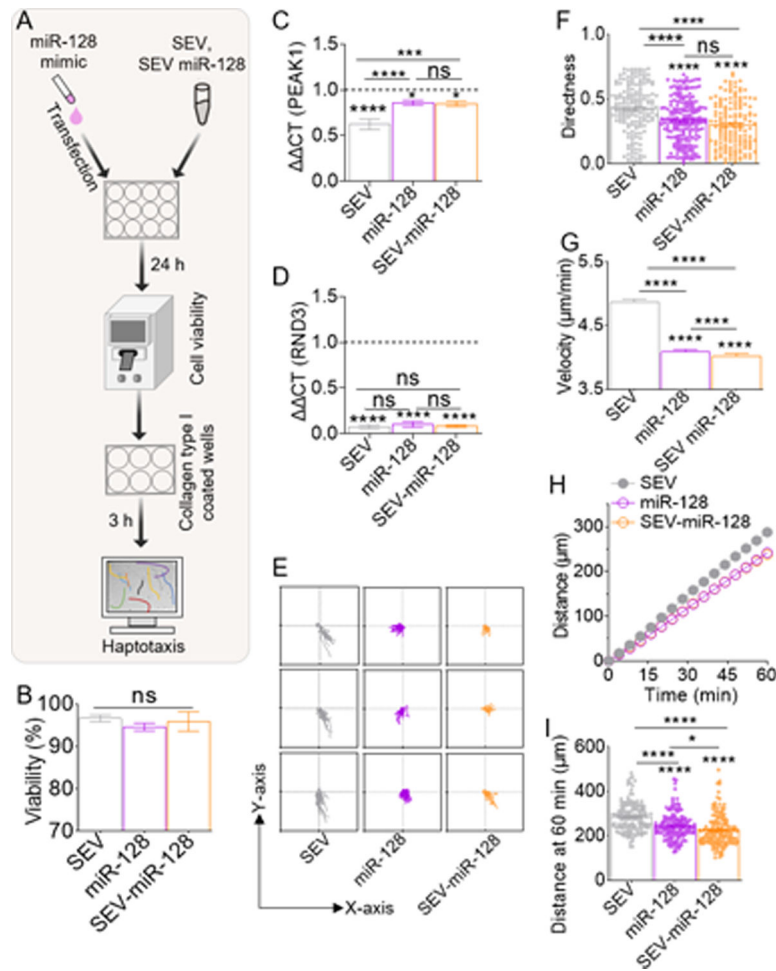 A
miR-128
mimic
SEV,
SEV miR-128
Transfection
24 h
Cell viability
Collagen type I
coated wells
3 h
Haptotaxis
B
ns
Viability (%)
100
90
80
70
SEV
miR-128
SEV-miR-128
C
***
**** ns
**** * *
ΔΔCT (PEAK1)
1.5
1.0
0.5
0.0
SEV
miR-128
SEV-miR-128
D
ns
ns ns
**** **** ****
ΔΔCT (RND3)
1.5
1.0
0.5
0.0
SEV
miR-128
SEV-miR-128
E
Y-axis
X-axis
SEV
miR-128
SEV-miR-128
F
****
**** ns
**** ****
Directness
1.0
0.5
0.0
SEV
miR-128
SEV-miR-128
G
****
**** ****
**** ****
Velocity (µm/min)
5.5
4.5
3.5
SEV
miR-128
SEV miR-128
H
SEV
miR-128
SEV-miR-128
Distance (µm)
300
200
100
0
0 15 30 45 60
Time (min)
I
****
**** *
**** ****
Distance at 60 min (µm)
600
400
200
0
SEV
miR-128
SEV-miR-128